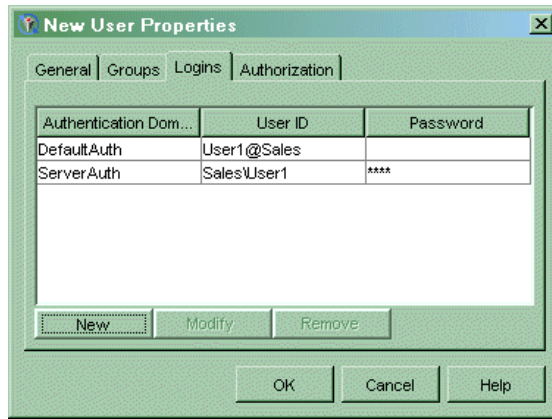 New User Properties
General Groups Logins Authorization
Authentication Dom... User ID Password
DefaultAuth User1@Sales
ServerAuth Sales\User1 ****
New Modify Remove
OK Cancel Help